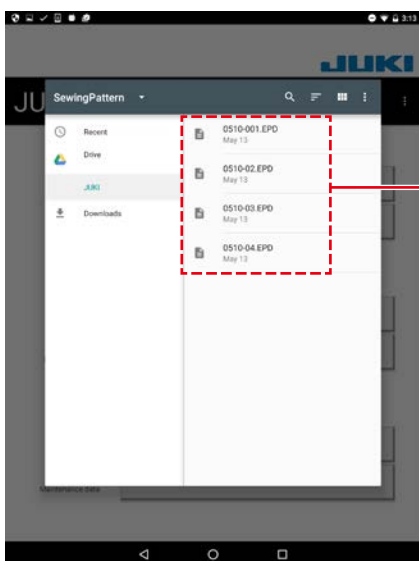 3:13
JUKI
JU
SewingPattern
Recent
Drive
JUKI
Downloads
0510-001.EPD
May 13
0510-02.EPD
May 13
0510-03.EPD
May 13
0510-04.EPD
May 13
Maintenance data